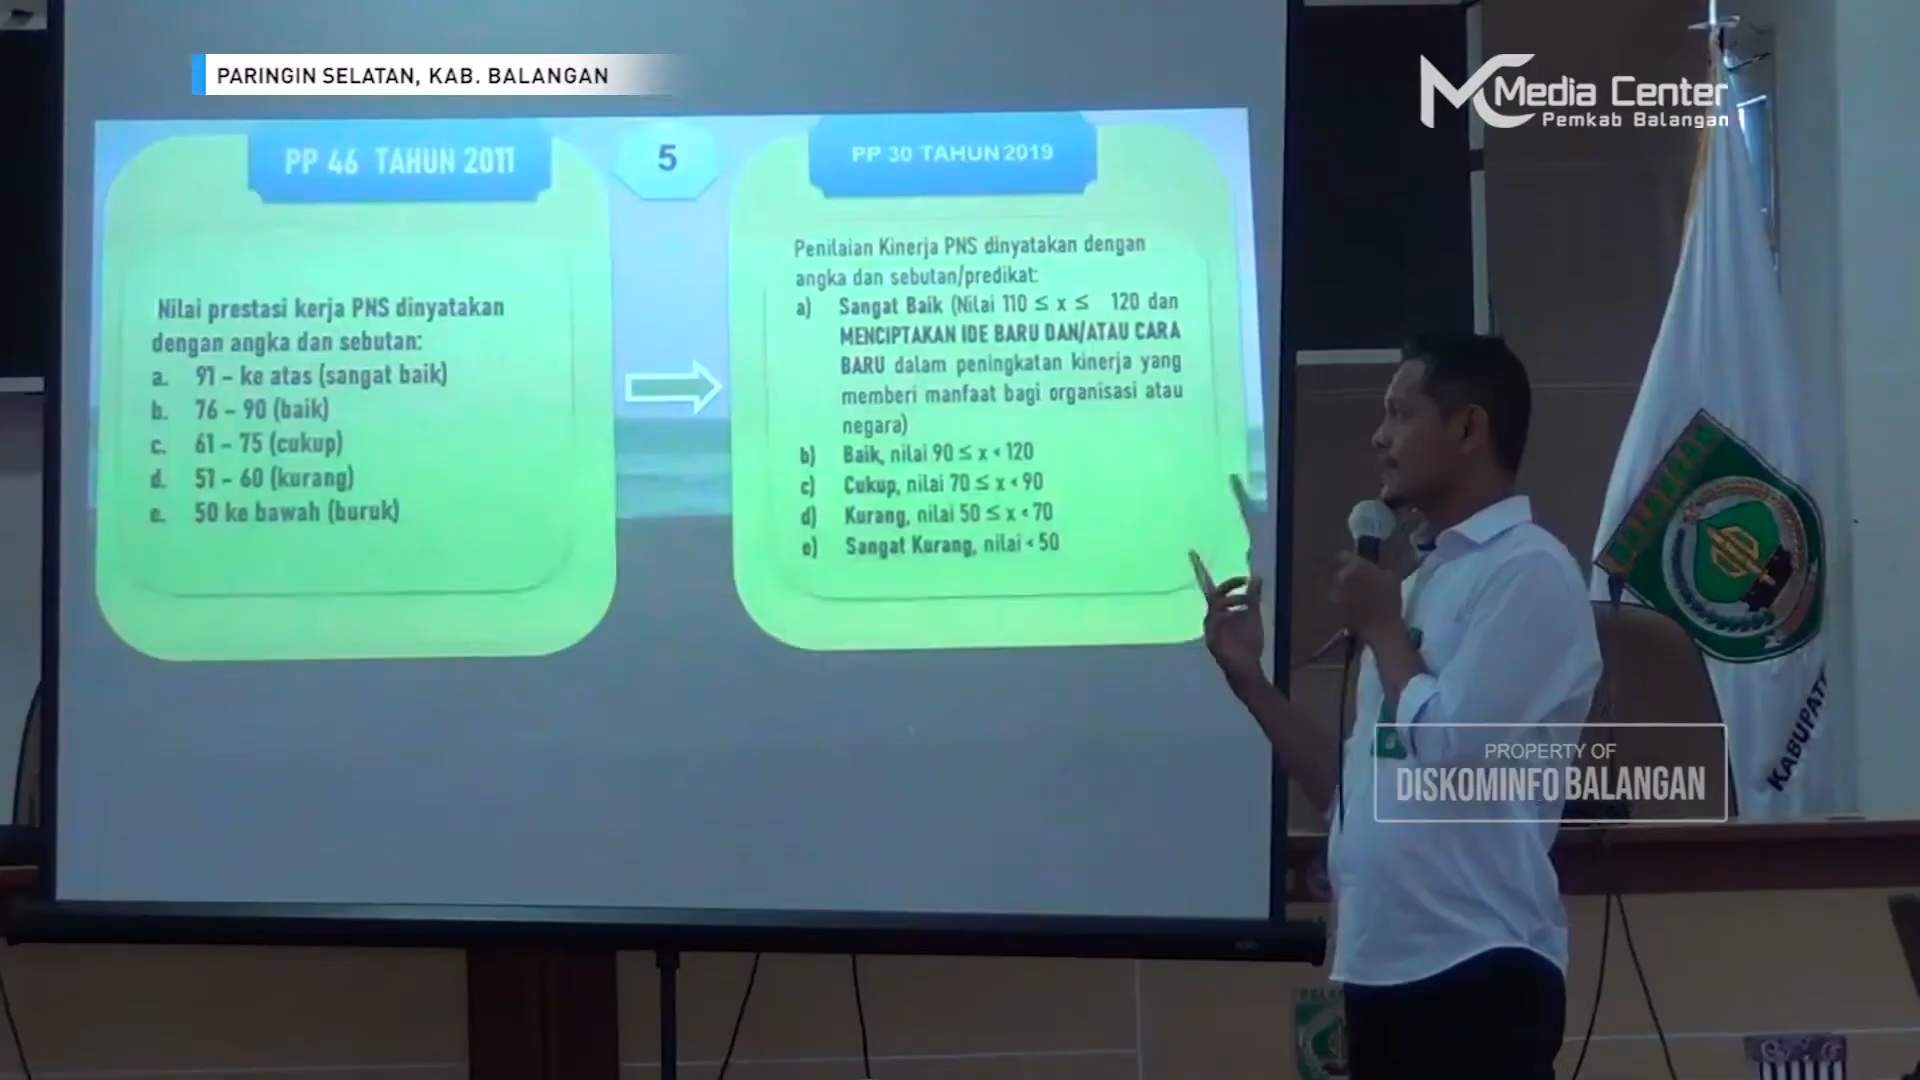 PARINGIN SELATAN, KAB. BALANGAN
MC Media Center
Pemkab Balangan
PP 46 TAHUN 2011
5
PP 30 TAHUN 2019
Nilai prestasi kerja PNS dinyatakan
dengan angka dan sebutan:
a. 91 – ke atas (sangat baik)
b. 76 – 90 (baik)
c. 61 – 75 (cukup)
d. 51 – 60 (kurang)
e. 50 ke bawah (buruk)
Penilaian Kinerja PNS dinyatakan dengan
angka dan sebutan/predikat:
a) Sangat Baik (Nilai 110 ≤ x ≤ 120 dan
MENCIPTAKAN IDE BARU DAN/ATAU CARA
BARU dalam peningkatan kinerja yang
memberi manfaat bagi organisasi atau
negara)
b) Baik, nilai 90 ≤ x < 120
c) Cukup, nilai 70 ≤ x < 90
d) Kurang, nilai 50 ≤ x < 70
e) Sangat Kurang, nilai < 50
BALANGAN
PROPERTY OF
DISKOMINFO BALANGAN